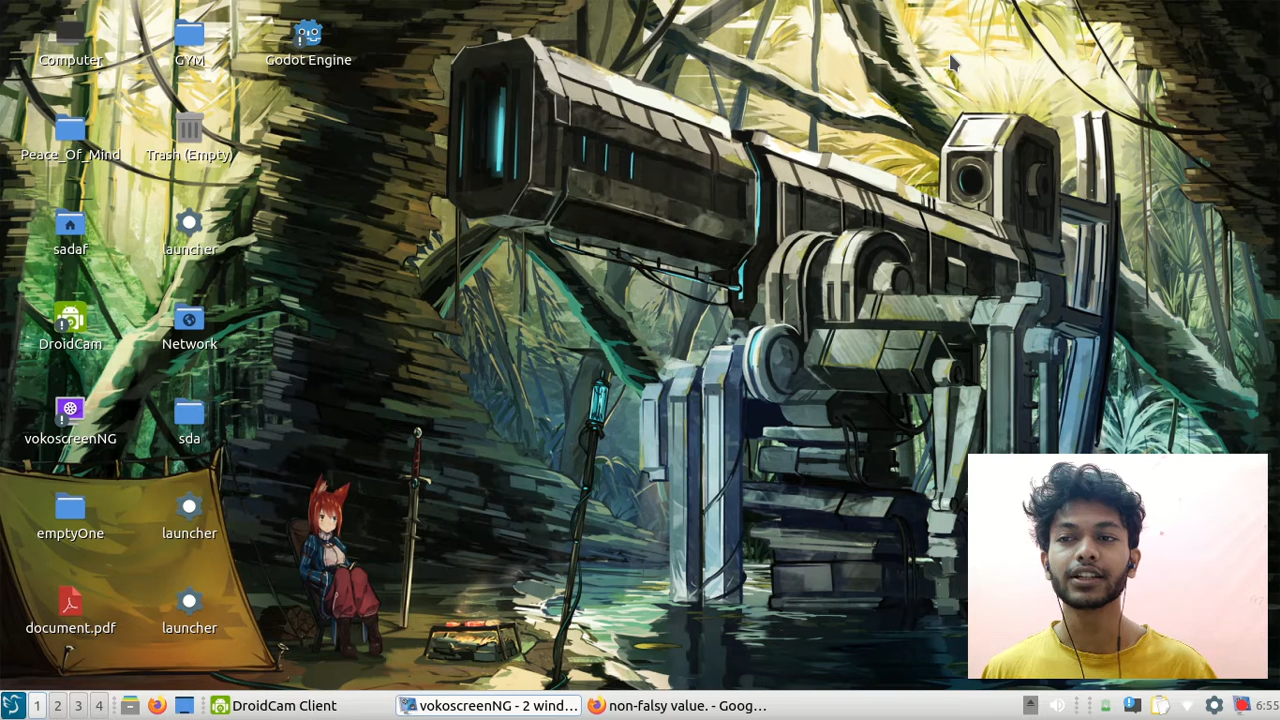 Computer
GYM
Godot Engine
Peace_Of_Mind
Trash (Empty)
sadaf
launcher
DroidCam
Network
vokoscreenNG
sda
emptyOne
launcher
document.pdf
launcher
1 2 3 4 DroidCam Client vokoscreenNG - 2 wind... non-falsy value. - Goog... 6:55